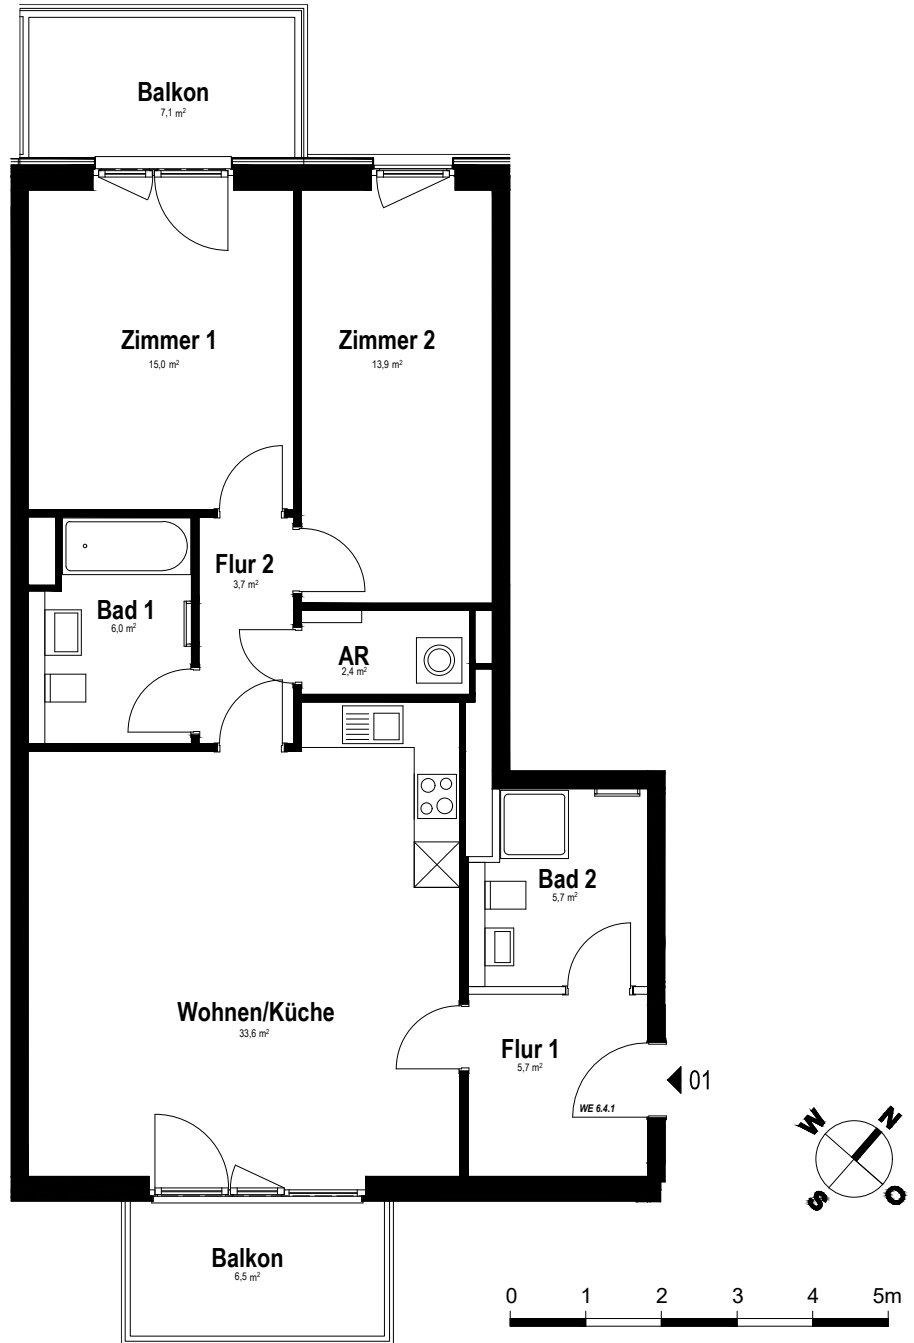 Balkon
7,1 m²
Zimmer 1
15,0 m²
Zimmer 2
13,9 m²
Flur 2
3,7 m²
Bad 1
6,0 m²
AR
2,4 m²
Bad 2
5,7 m²
Wohnen/Küche
33,6 m²
Flur 1
5,7 m²
WE 6.4.1
01
W N
S O
Balkon
6,5 m²
0 1 2 3 4 5m